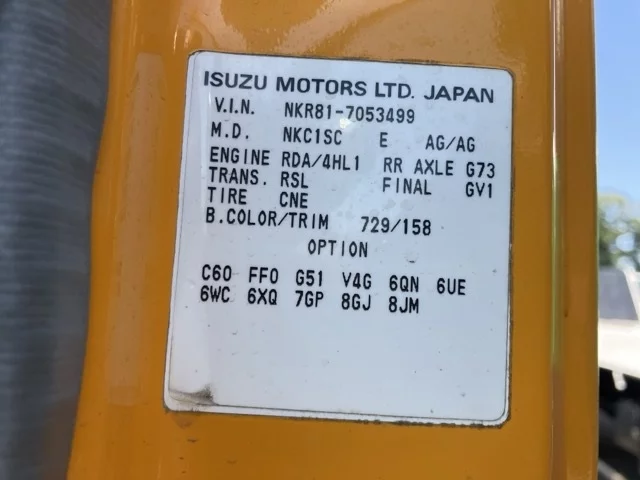 ISUZU MOTORS LTD. JAPAN
V.I.N. NKR81-7053499
M.D. NKC1SC E AG/AG
ENGINE RDA/4HL1 RR AXLE G73
TRANS. RSL FINAL GV1
TIRE CNE
B.COLOR/TRIM 729/158
OPTION
C60 FF0 G51 V4G 6QN 6UE
6WC 6XQ 7GP 8GJ 8JM